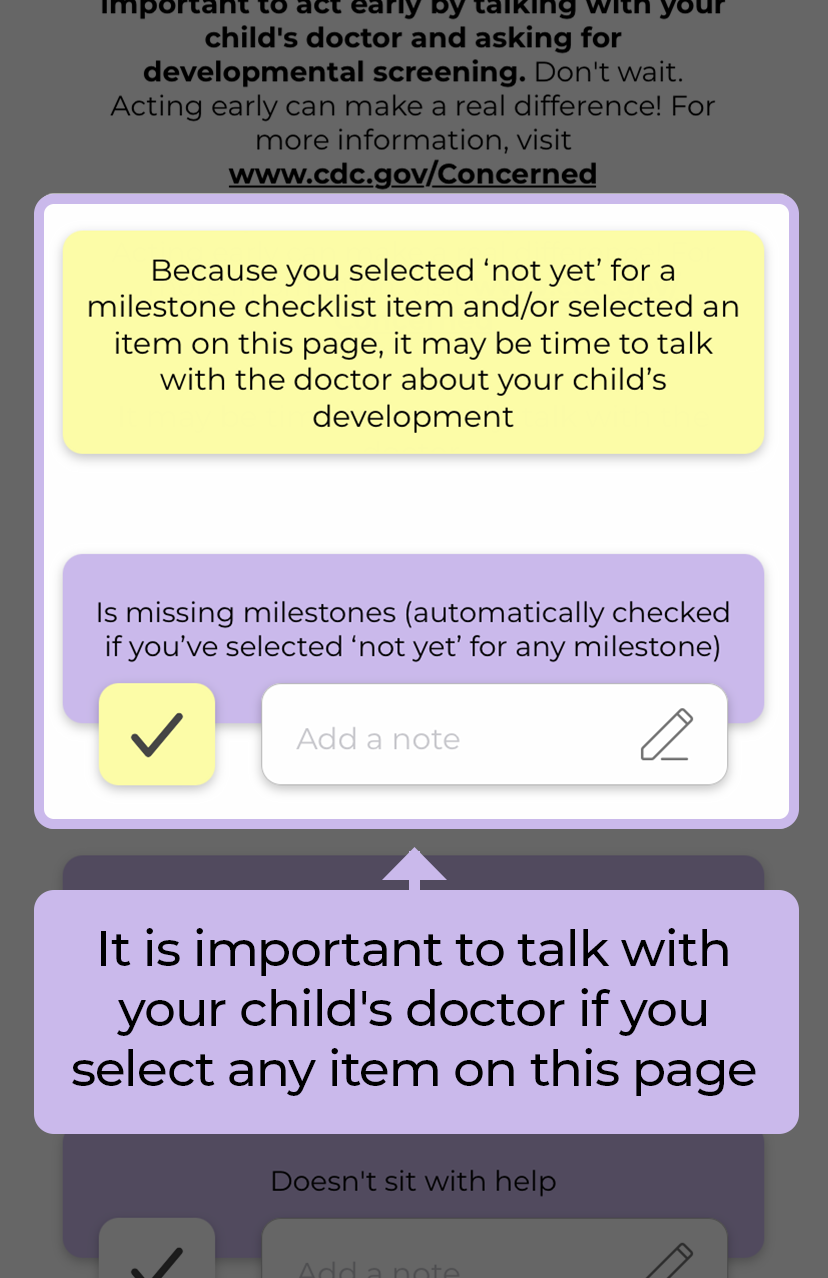 important to act early by talking with your
child's doctor and asking for
developmental screening. Don't wait.
Acting early can make a real difference! For
more information, visit
www.cdc.gov/Concerned
Because you selected ‘not yet’ for a
milestone checklist item and/or selected an
item on this page, it may be time to talk
with the doctor about your child’s
development
Is missing milestones (automatically checked
if you’ve selected ‘not yet’ for any milestone)
Add a note
It is important to talk with
your child's doctor if you
select any item on this page
Doesn't sit with help
Add a note